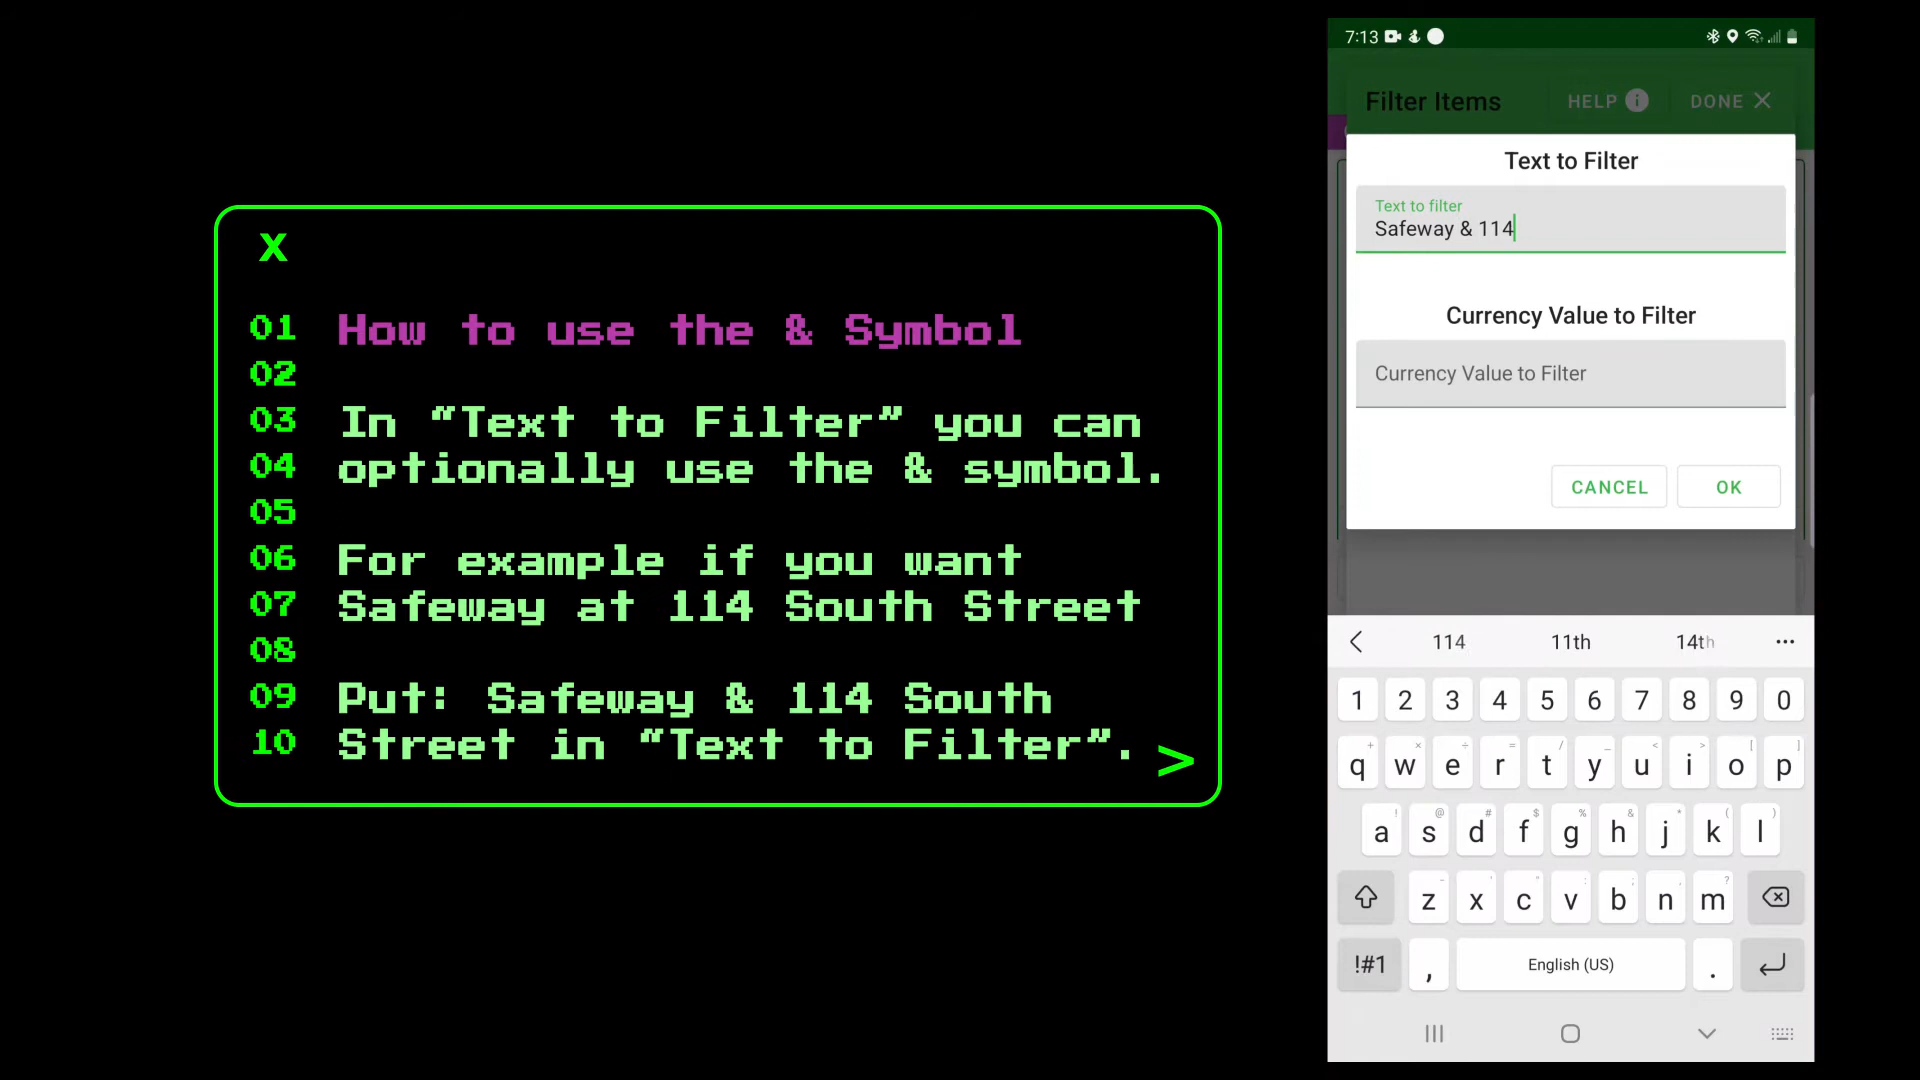 X
01 How to use the & Symbol
02
03 In "Text to Filter" you can
04 optionally use the & symbol.
05
06 For example if you want
07 Safeway at 114 South Street
08
09 Put: Safeway & 114 South
10 Street in "Text to Filter".
>
7:13
Filter Items HELP i DONE
Text to Filter
Text to filter
Safeway & 114
Currency Value to Filter
Currency Value to Filter
CANCEL OK
114 11th 14th ...
1 2 3 4 5 6 7 8 9 0
+ × ÷ = / _ < > [ ]
q w e r t y u i o p
! @ # $ % & * ( )
a s d f g h j k l
- ' " : ; , ?
z x c v b n m
!#1 , English (US) .